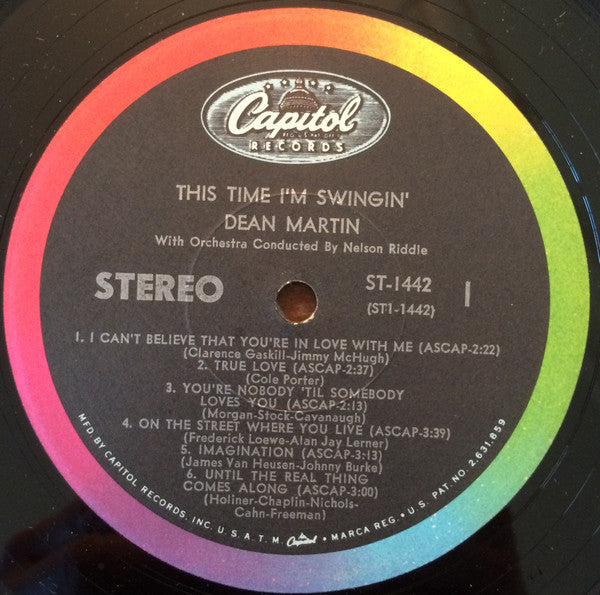 Capitol
REG. U.S. PAT. OFF.
RECORDS
THIS TIME I'M SWINGIN'
DEAN MARTIN
With Orchestra Conducted By Nelson Riddle
STEREO
ST-1442
(ST1-1442)
1
1. I CAN'T BELIEVE THAT YOU'RE IN LOVE WITH ME (ASCAP-2:22)
(Clarence Gaskill-Jimmy McHugh)
2. TRUE LOVE (ASCAP-2:37)
(Cole Porter)
3. YOU'RE NOBODY 'TIL SOMEBODY
LOVES YOU (ASCAP-2:13)
(Morgan-Stock-Cavanaugh)
4. ON THE STREET WHERE YOU LIVE (ASCAP-3:39)
(Frederick Loewe-Alan Jay Lerner)
5. IMAGINATION (ASCAP-3:13)
(James Van Heusen-Johnny Burke)
6. UNTIL THE REAL THING
COMES ALONG (ASCAP-3:00)
(Holiner-Chaplin-Nichols-
Cahn-Freeman)
MFD. BY CAPITOL RECORDS, INC. U.S.A. T.M. Capitol • MARCA REG. • U.S. PAT. NO. 2,631,859